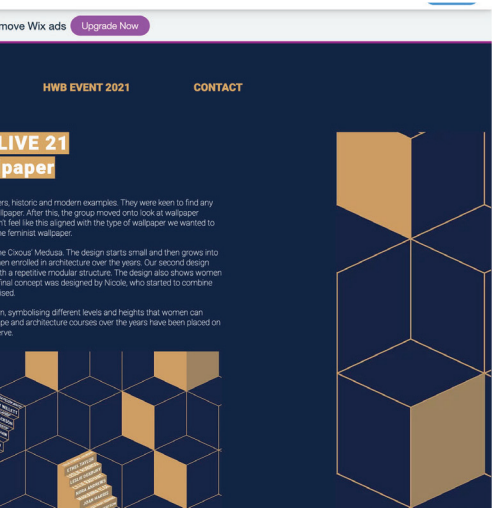 move Wix ads Upgrade Now
HWB EVENT 2021 CONTACT
LIVE 21
paper
ers, historic and modern examples. They were keen to find any
allpaper. After this, the group moved onto look at wallpaper
n't feel like this aligned with the type of wallpaper we wanted to
he feminist wallpaper.
he Cixous' Medusa. The design starts small and then grows into
en enrolled in architecture over the years. Our second design
th a repetitive modular structure. The design also shows women
final concept was designed by Nicole, who started to combine
ised.
n, symbolising different levels and heights that women can
pe and architecture courses over the years have been placed on
erve.